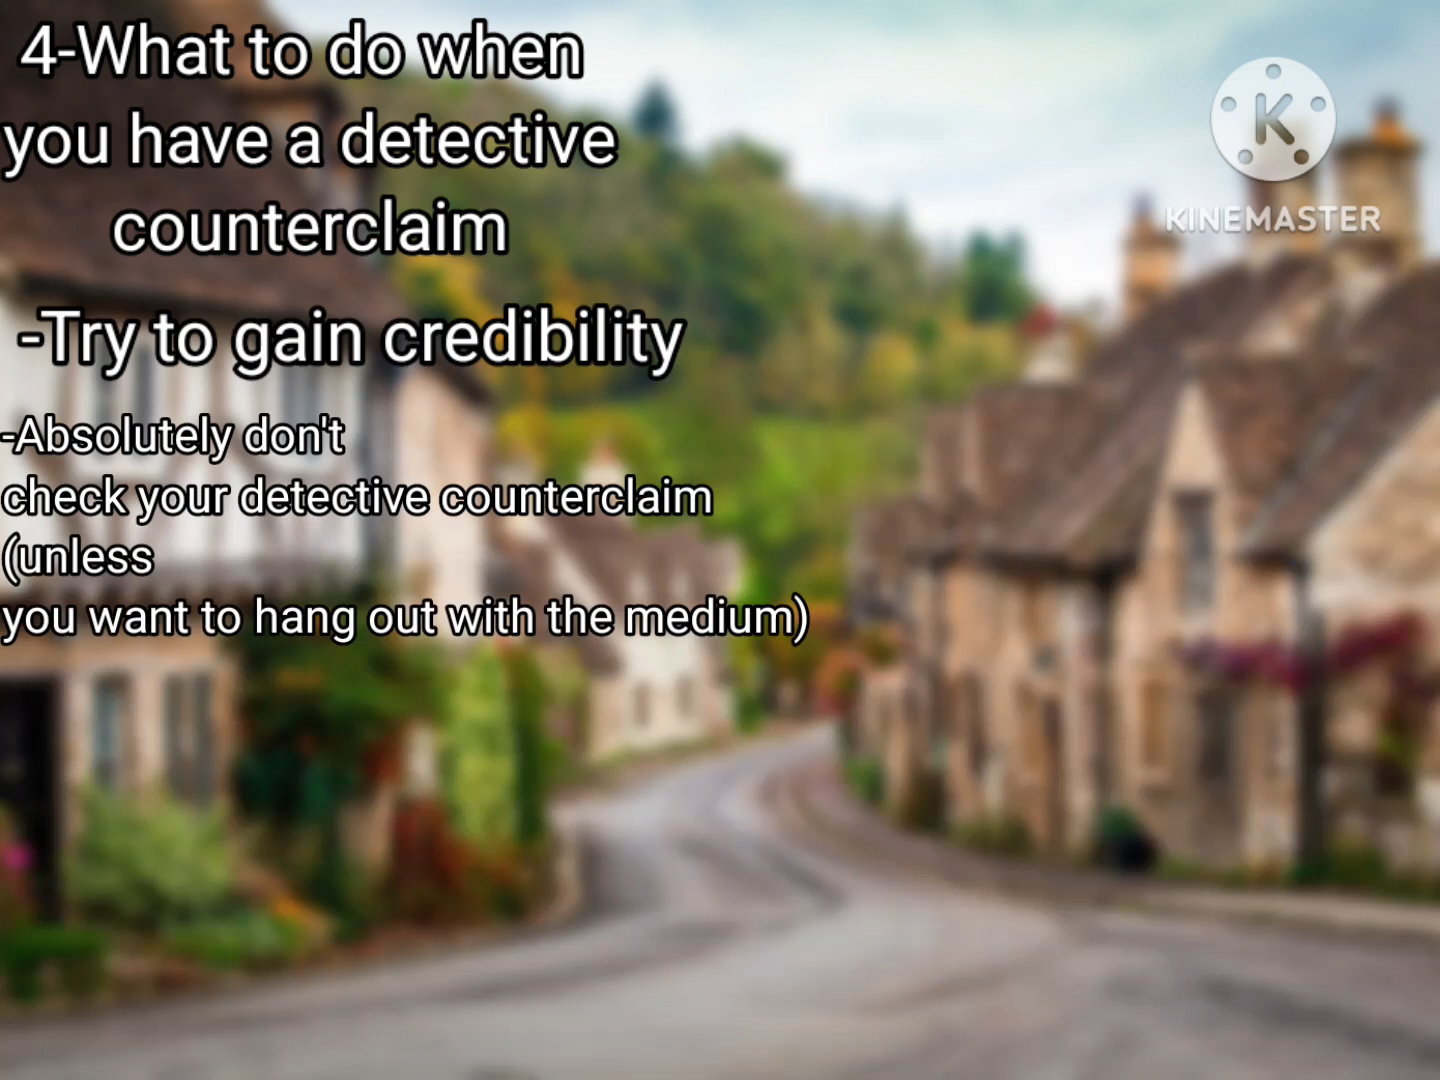 4-What to do when
you have a detective
counterclaim
-Try to gain credibility
-Absolutely don't
check your detective counterclaim
(unless
you want to hang out with the medium)
K
KINEMASTER